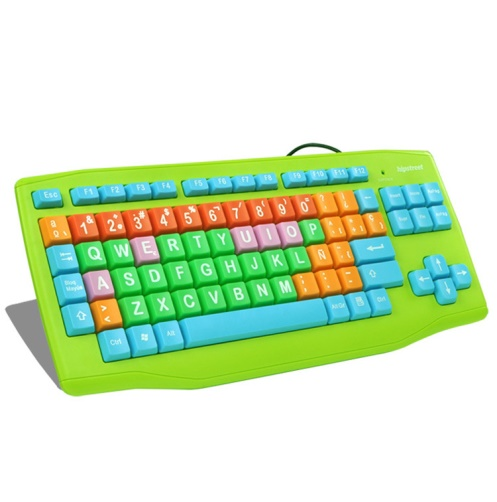 Esc F1 F2 F3 F4 F5 F6 F7 F8 F9 F10 F11 F12
1 2 3 4 5 6 7 8 9 0
Q W E R T Y U I O P
A S D F G H J K L Ñ
Z X C V B N M
Ctrl Alt